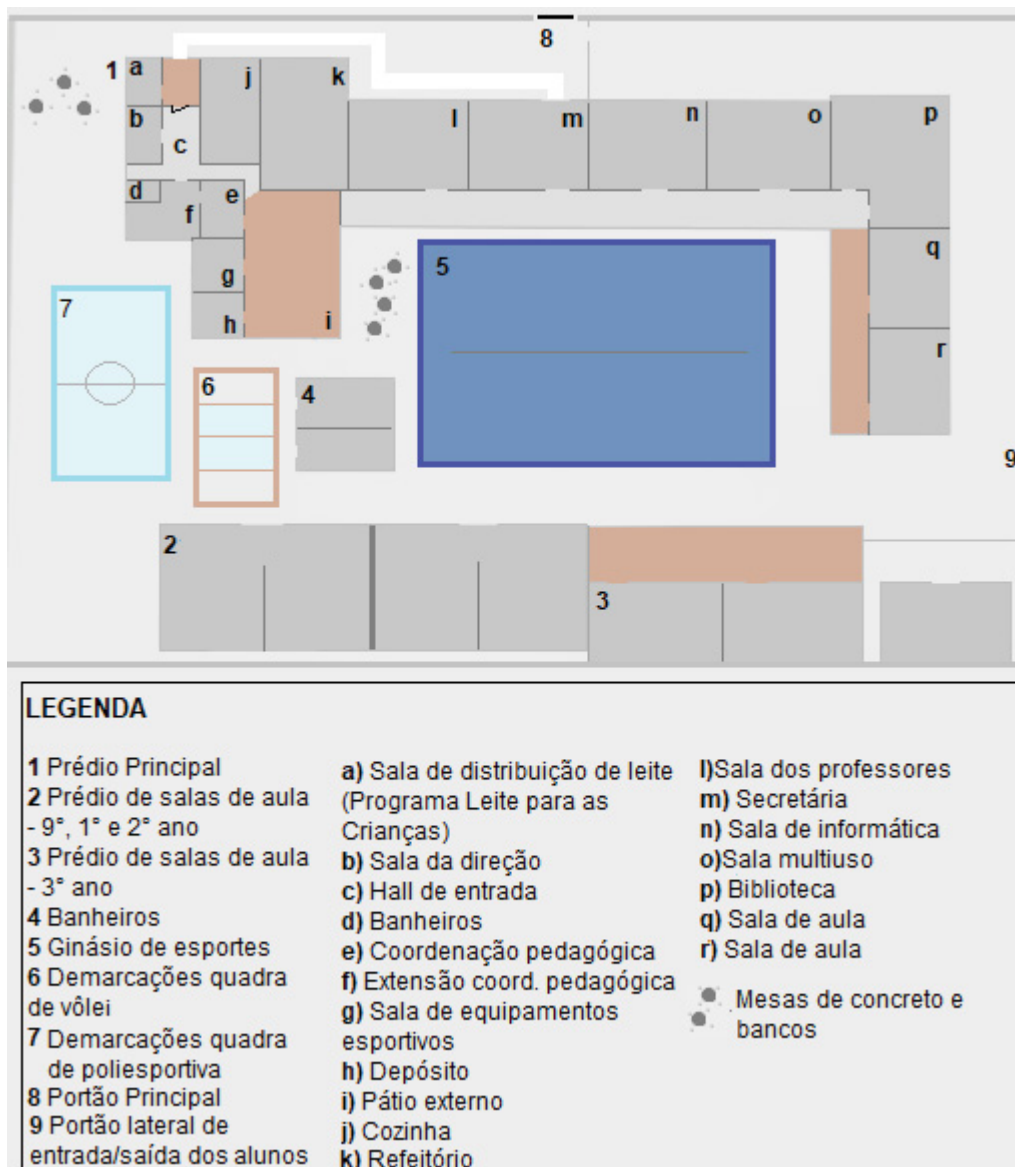 8
1
a
j
k
b
l
m
n
o
p
c
d
e
f
5
q
g
7
h
i
r
6
4
9
2
3
LEGENDA
1 Prédio Principal
2 Prédio de salas de aula
- 9°, 1° e 2° ano
3 Prédio de salas de aula
- 3° ano
4 Banheiros
5 Ginásio de esportes
6 Demarcações quadra
de vôlei
7 Demarcações quadra
de poliesportiva
8 Portão Principal
9 Portão lateral de
entrada/saída dos alunos
a) Sala de distribuição de leite
(Programa Leite para as
Crianças)
b) Sala da direção
c) Hall de entrada
d) Banheiros
e) Coordenação pedagógica
f) Extensão coord. pedagógica
g) Sala de equipamentos
esportivos
h) Depósito
i) Pátio externo
j) Cozinha
k) Refeitório
l)Sala dos professores
m) Secretária
n) Sala de informática
o)Sala multiuso
p) Biblioteca
q) Sala de aula
r) Sala de aula
Mesas de concreto e
bancos